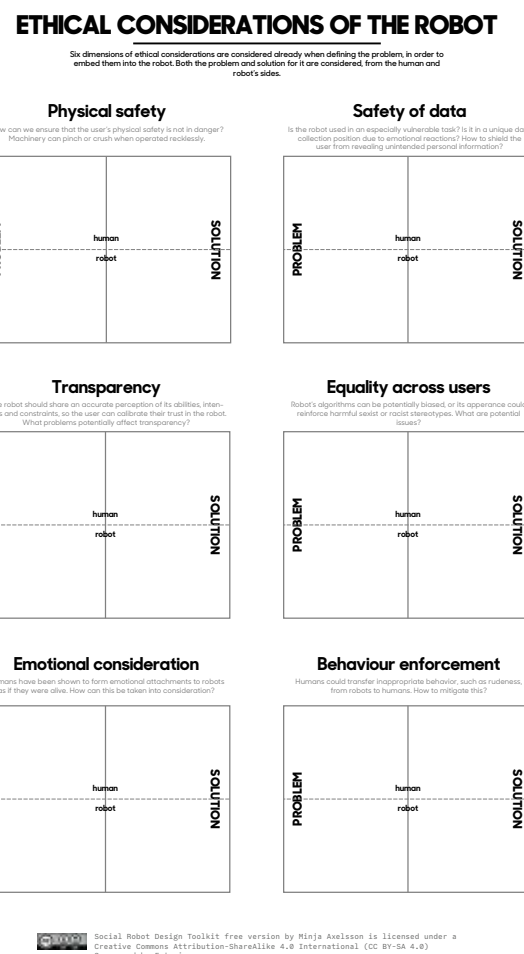 ETHICAL CONSIDERATIONS OF THE ROBOT
Six dimensions of ethical considerations are considered already when defining the problem, in order to
embed them into the robot. Both the problem and solution for it are considered, from the human and
robot's sides.
Physical safety
can we ensure that the user's physical safety is not in danger?
Machinery can pinch or crush when operated recklessly.
human
robot
SOLUTION
Safety of data
Is the robot used in an especially vulnerable task? Is it in a unique
collection position due to emotional reactions? How to shield the
user from revealing unintended personal information?
PROBLEM
human
robot
SOLUTION
Transparency
robot should share an accurate perception of its abilities, inten-
and constraints, so the user can calibrate their trust in the robot.
What problems potentially affect transparency?
human
robot
SOLUTION
Equality across users
Robot's algorithms can be potentially biased, or its apperance could
reinforce harmful sexist or racist stereotypes. What are potential
issues?
PROBLEM
human
robot
SOLUTION
Emotional consideration
have been shown to form emotional attachments to robots
as if they were alive. How can this be taken into consideration?
human
robot
SOLUTION
Behaviour enforcement
Humans could transfer inappropriate behavior, such as rudeness,
from robots to humans. How to mitigate this?
PROBLEM
human
robot
SOLUTION
Social Robot Design Toolkit free version by Minja Axelsson is licensed under a
Creative Commons Attribution-ShareAlike 4.0 International (CC BY-SA 4.0)